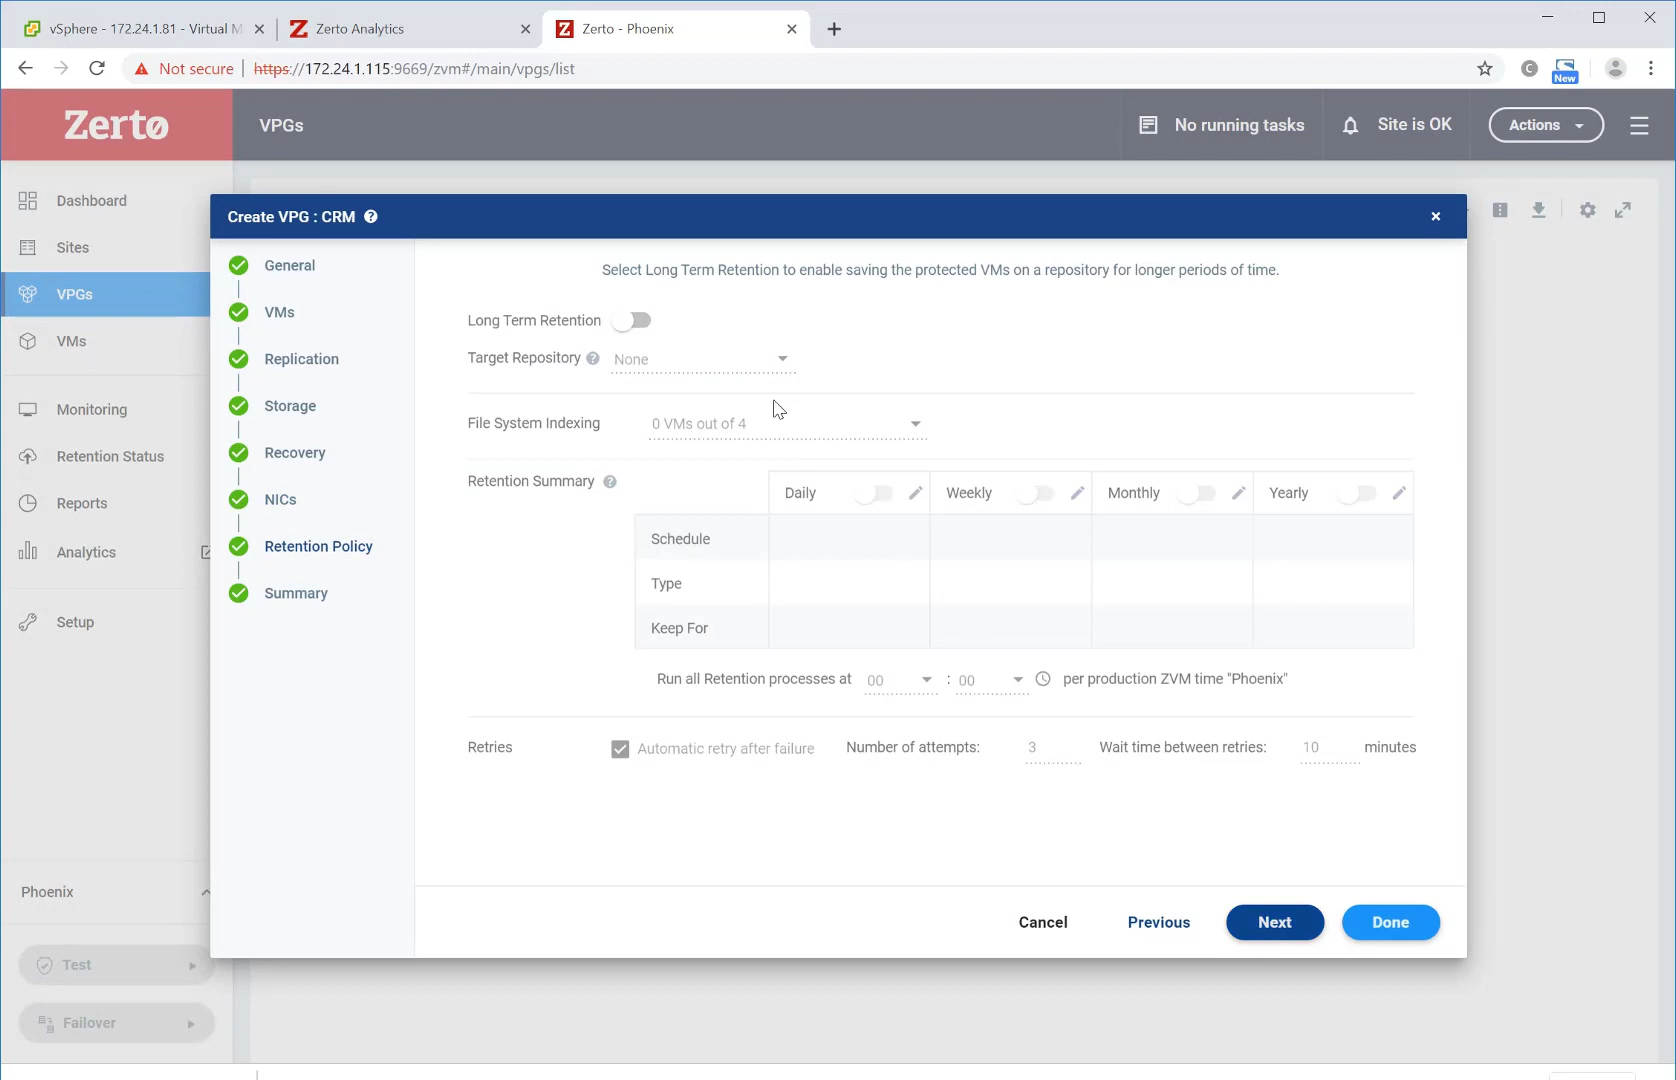 vSphere - 172.24.1.81 - Virtual M
Zerto Analytics
Zerto - Phoenix
Not secure
https://172.24.1.115:9669/zvm#/main/vpgs/list
C
New
Zerto
VPGs
No running tasks
Site is OK
Actions
Dashboard
Sites
VPGs
VMs
Monitoring
Retention Status
Reports
Analytics
Setup
Phoenix
Test
Failover
Create VPG : CRM
General
VMs
Replication
Storage
Recovery
NICs
Retention Policy
Summary
Select Long Term Retention to enable saving the protected VMs on a repository for longer periods of time.
Long Term Retention
Target Repository ? None
File System Indexing 0 VMs out of 4
Retention Summary ?
Daily Weekly Monthly Yearly
Schedule
Type
Keep For
Run all Retention processes at 00 : 00 per production ZVM time "Phoenix"
Retries Automatic retry after failure Number of attempts: 3 Wait time between retries: 10 minutes
Cancel Previous Next Done